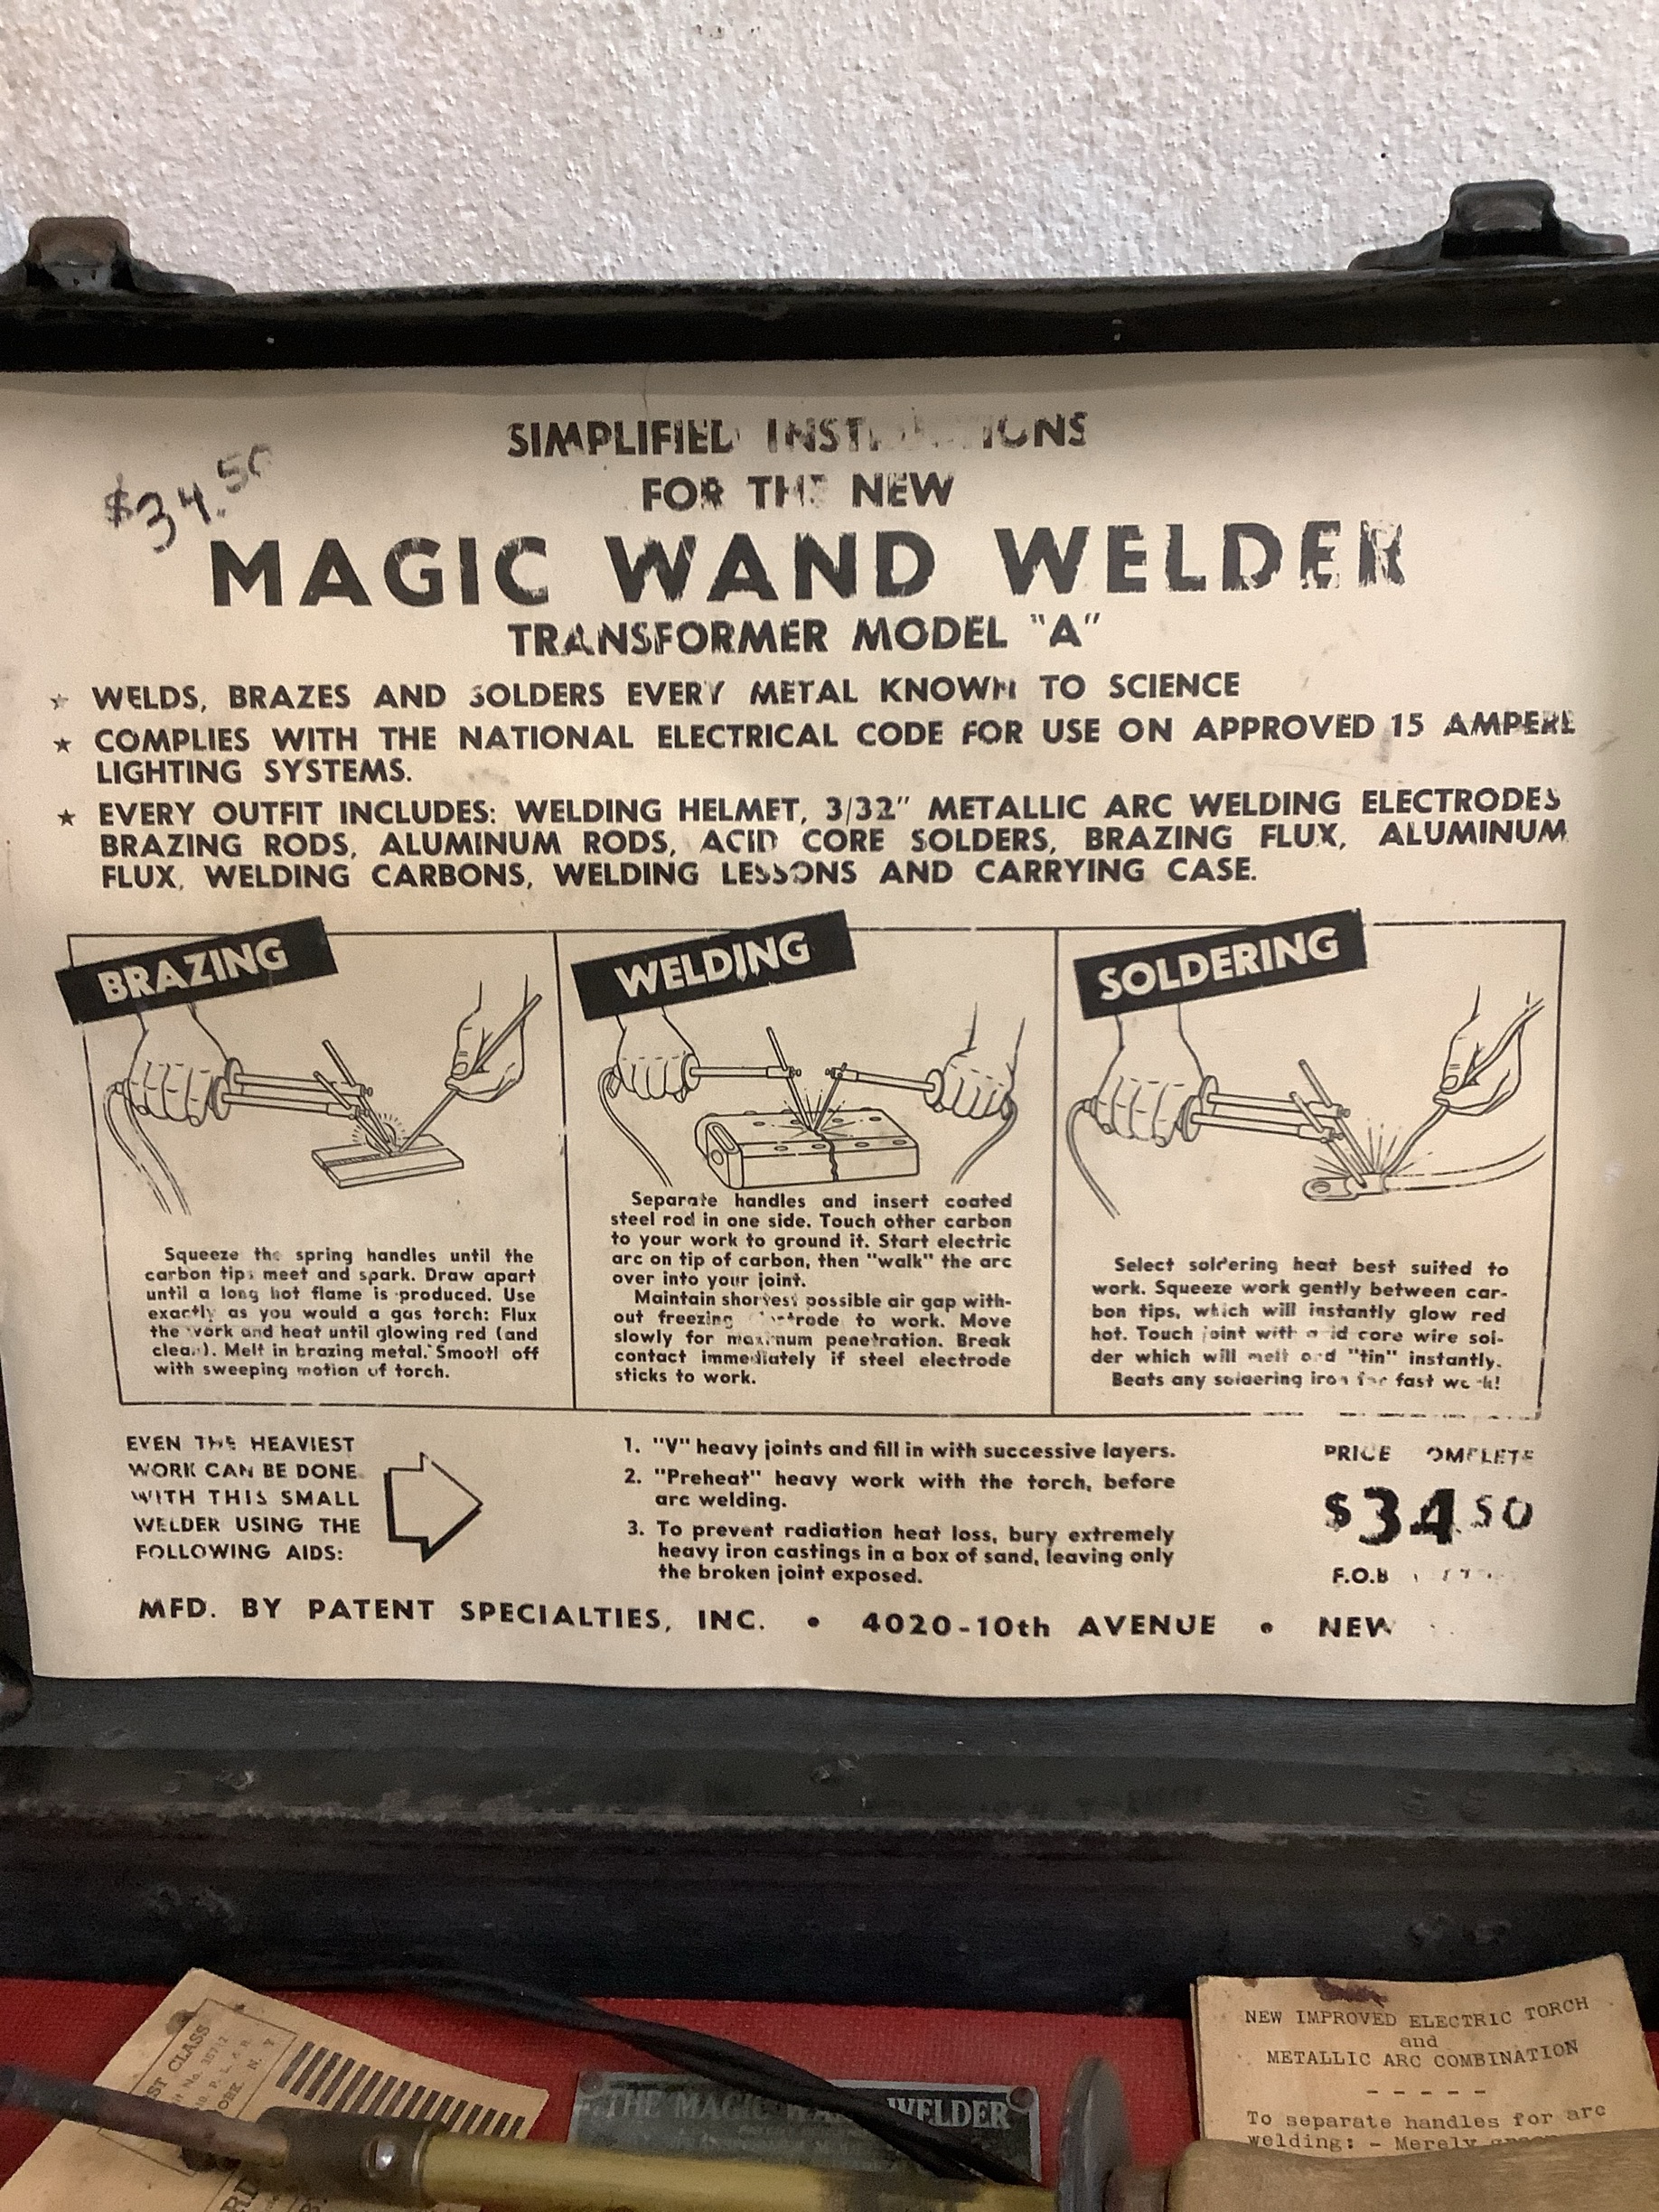 $34.50
SIMPLIFIED INSTRUCTIONS
FOR THE NEW
MAGIC WAND WELDER
TRANSFORMER MODEL "A"
★ WELDS, BRAZES AND SOLDERS EVERY METAL KNOWN TO SCIENCE
★ COMPLIES WITH THE NATIONAL ELECTRICAL CODE FOR USE ON APPROVED 15 AMPERE
LIGHTING SYSTEMS.
★ EVERY OUTFIT INCLUDES: WELDING HELMET, 3/32" METALLIC ARC WELDING ELECTRODES
BRAZING RODS, ALUMINUM RODS, ACID CORE SOLDERS, BRAZING FLUX, ALUMINUM
FLUX, WELDING CARBONS, WELDING LESSONS AND CARRYING CASE.
BRAZING
Squeeze the spring handles until the
carbon tips meet and spark. Draw apart
until a long hot flame is produced. Use
exactly as you would a gas torch: Flux
the work and heat until glowing red (and
clean). Melt in brazing metal. Smooth off
with sweeping motion of torch.
WELDING
Separate handles and insert coated
steel rod in one side. Touch other carbon
to your work to ground it. Start electric
arc on tip of carbon, then "walk" the arc
over into your joint.
Maintain shortest possible air gap with-
out freezing electrode to work. Move
slowly for maximum penetration. Break
contact immediately if steel electrode
sticks to work.
SOLDERING
Select soldering heat best suited to
work. Squeeze work gently between car-
bon tips, which will instantly glow red
hot. Touch joint with acid core wire sol-
der which will melt and "tin" instantly.
Beats any soldering iron for fast work!
EVEN THE HEAVIEST
WORK CAN BE DONE
WITH THIS SMALL
WELDER USING THE
FOLLOWING AIDS:
1. "V" heavy joints and fill in with successive layers.
2. "Preheat" heavy work with the torch, before
arc welding.
3. To prevent radiation heat loss, bury extremely
heavy iron castings in a box of sand, leaving only
the broken joint exposed.
PRICE COMPLETE
$34.50
F.O.B
MFD. BY PATENT SPECIALTIES, INC. • 4020-10th AVENUE • NEW
CLASS
N. Y.
THE MAGIC WAND WELDER
NEW IMPROVED ELECTRIC TORCH
and
METALLIC ARC COMBINATION
- - - - -
To separate handles for arc
welding: - Merely